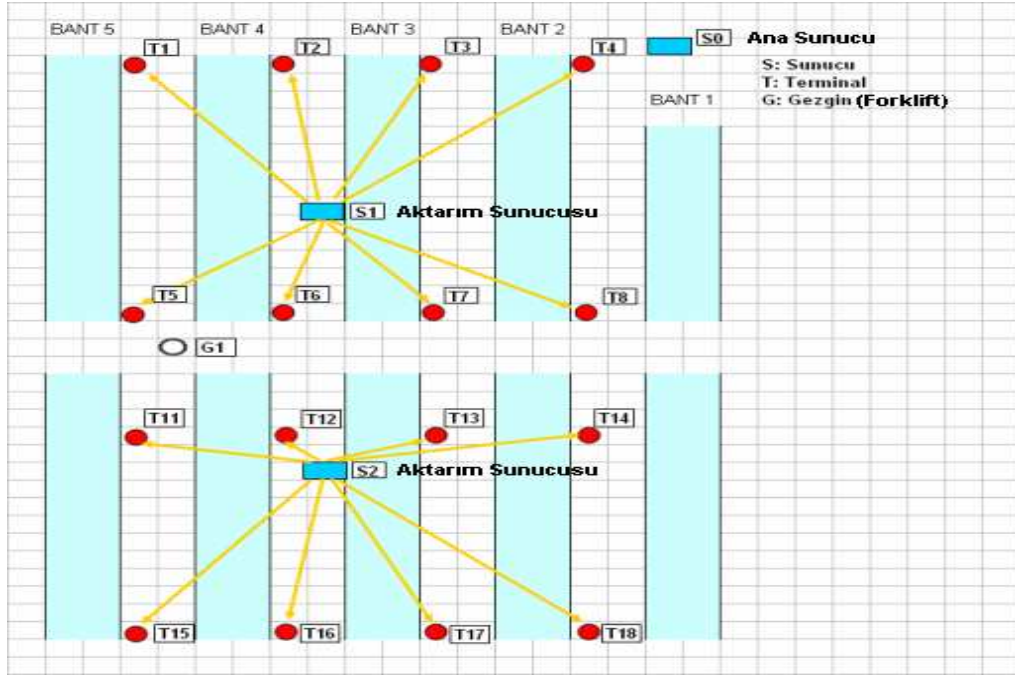 BANT 5
BANT 4
BANT 3
BANT 2
S0 Ana Sunucu
T1
T2
T3
T4
S: Sunucu
T: Terminal
G: Gezgin (Forklift)
BANT 1
S1 Aktarım Sunucusu
T5
T6
T7
T8
G1
T11
T12
T13
T14
S2 Aktarım Sunucusu
T15
T16
T17
T18